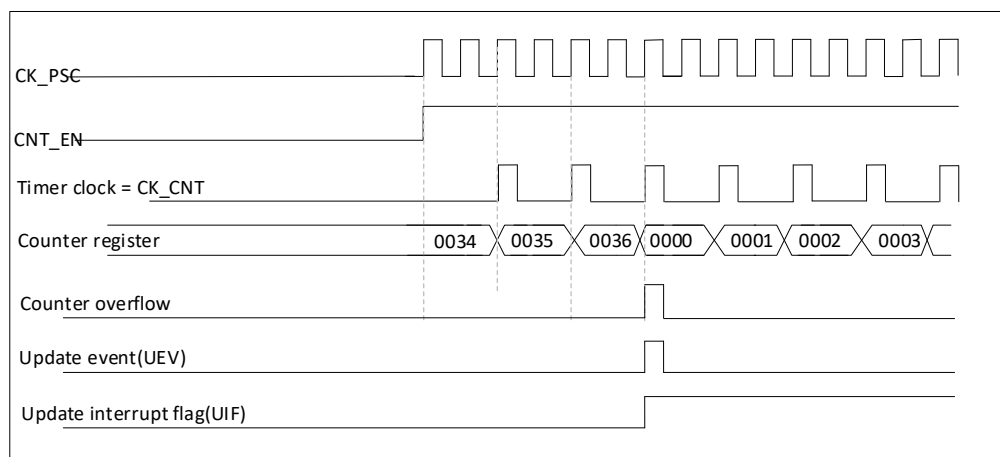 CK_PSC
CNT_EN
Timer clock = CK_CNT
Counter register 0034 0035 0036 0000 0001 0002 0003
Counter overflow
Update event(UEV)
Update interrupt flag(UIF)